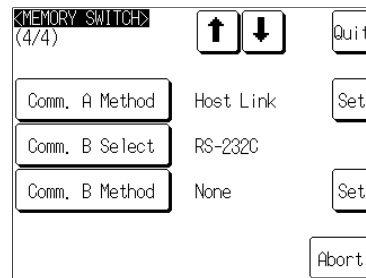 <MEMORY SWITCH>
(4/4)
Quit
Comm. A Method Host Link Set
Comm. B Select RS-232C
Comm. B Method None Set
Abort